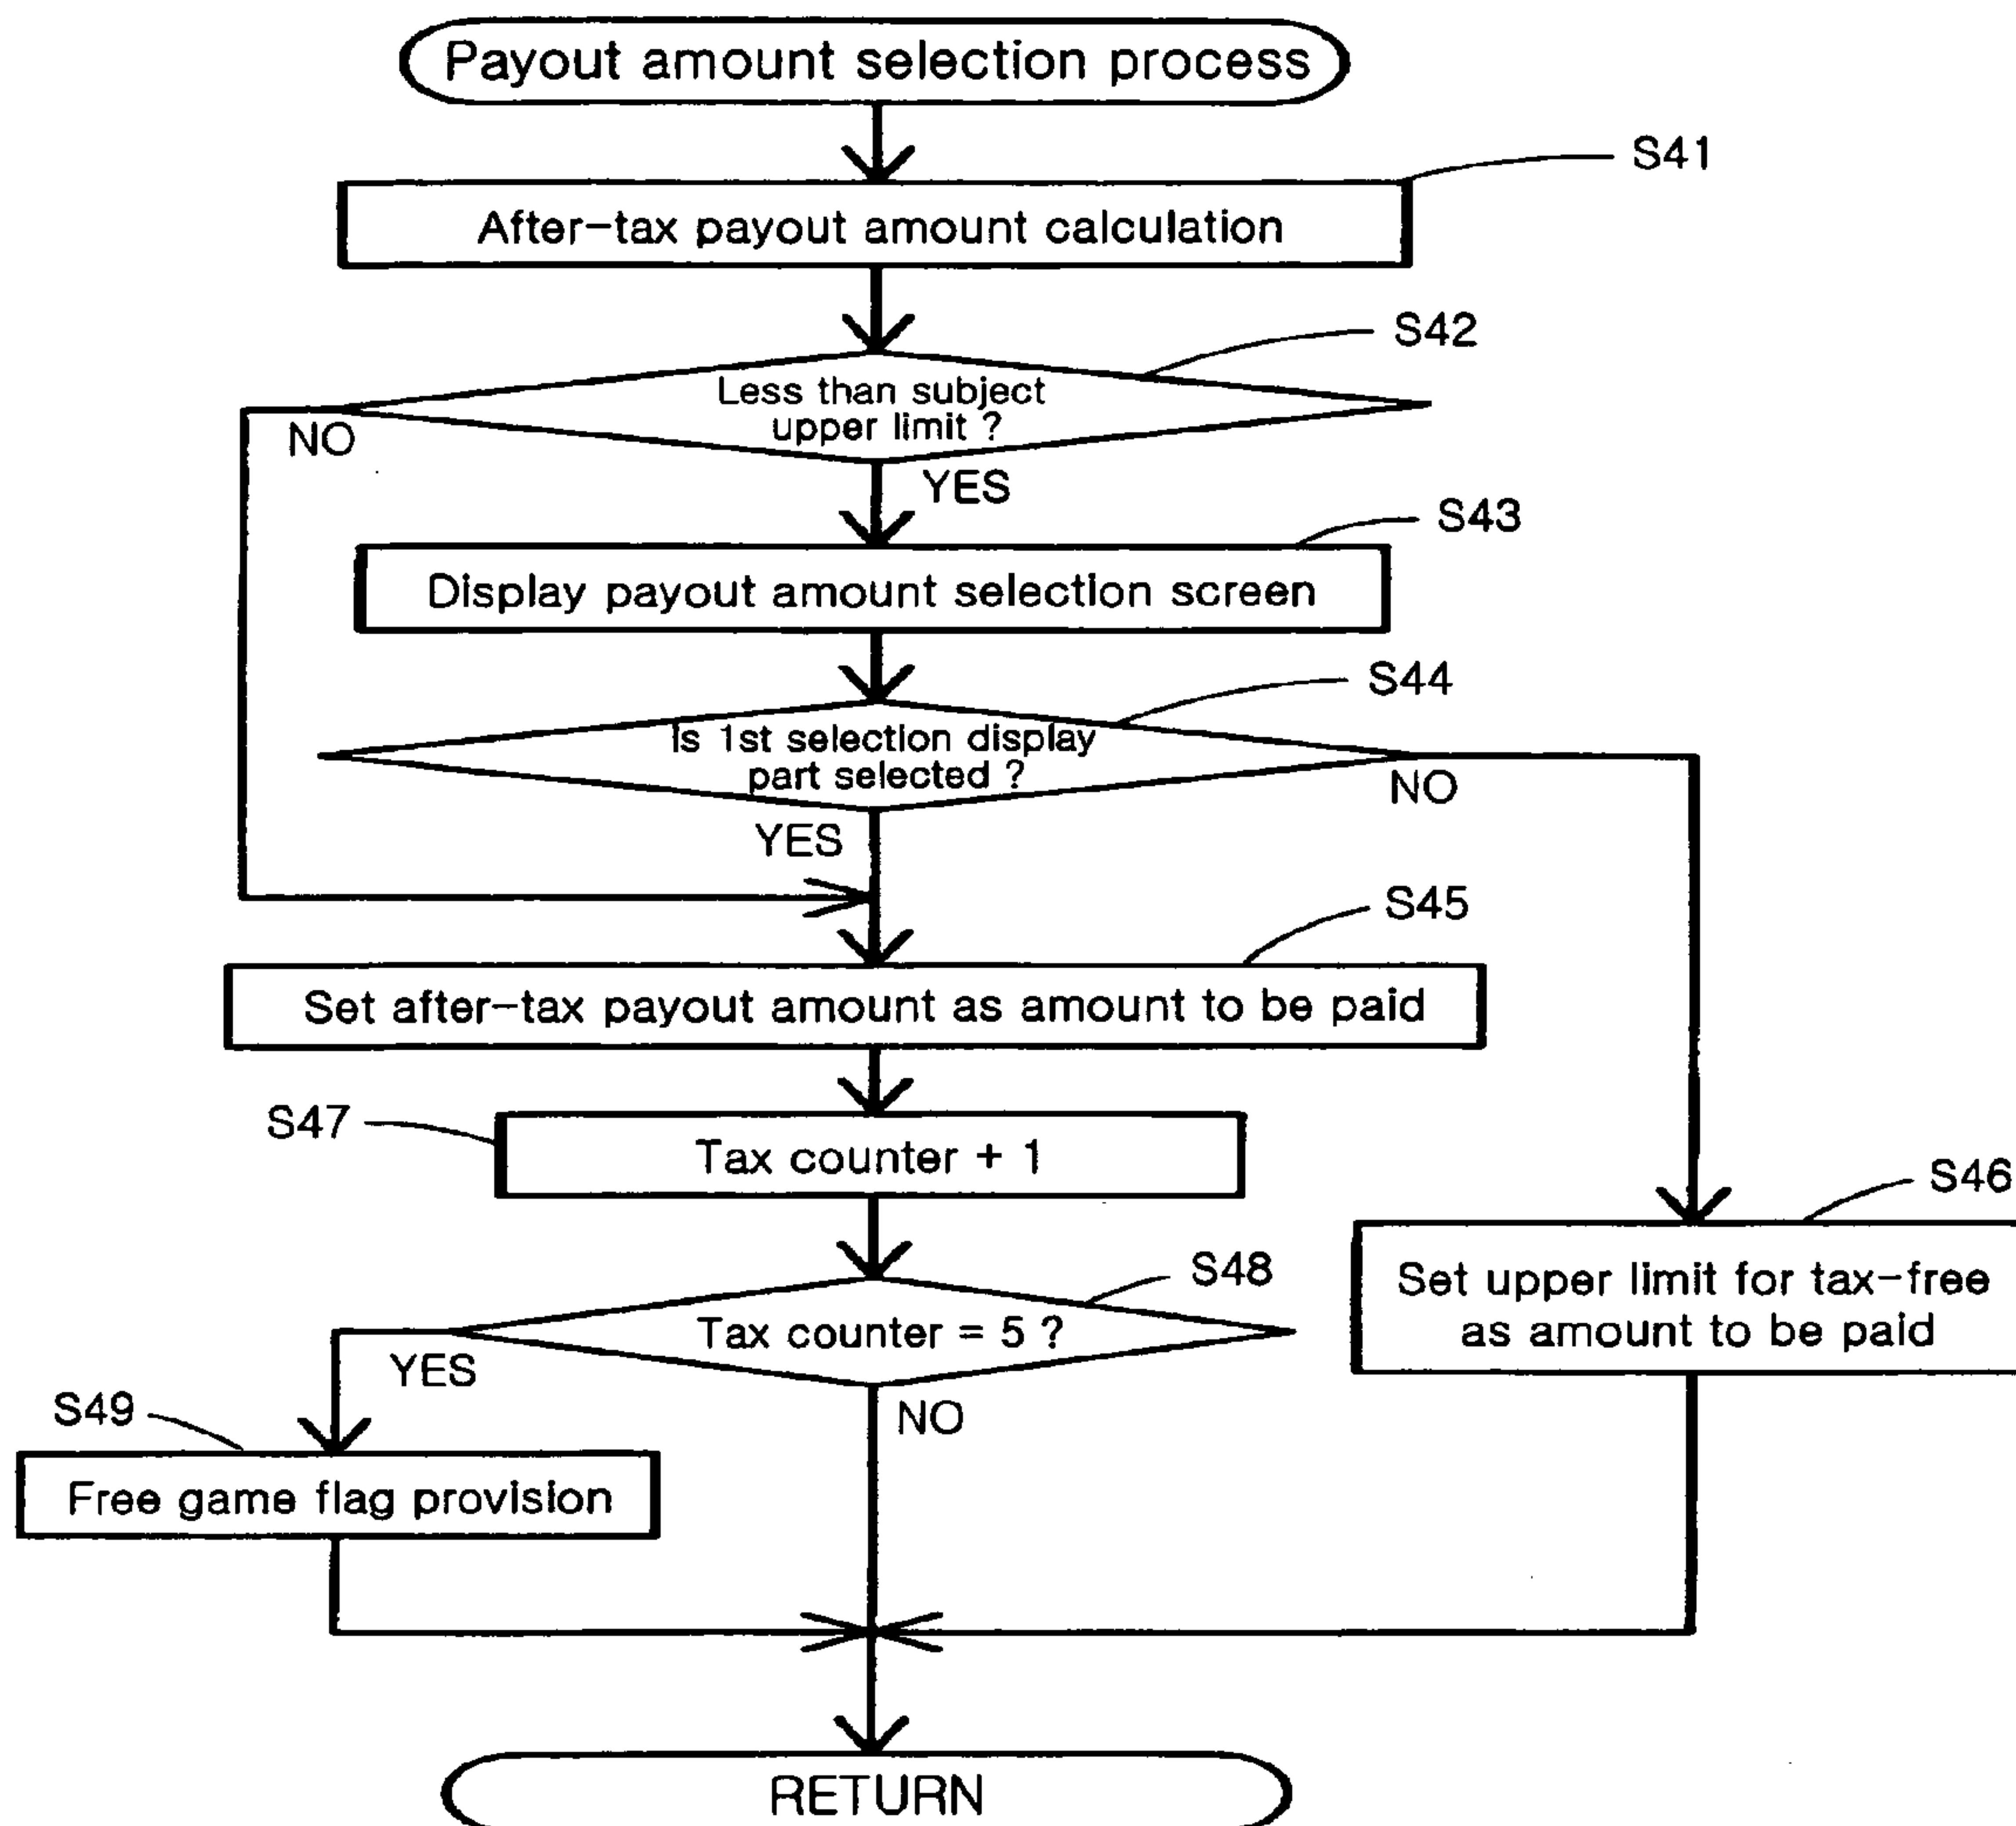 Payout amount selection process
S41
After-tax payout amount calculation
S42
Less than subject
upper limit ?
NO
YES
S43
Display payout amount selection screen
S44
Is 1st selection display
part selected ?
NO
YES
S45
Set after-tax payout amount as amount to be paid
S47
Tax counter + 1
S46
Set upper limit for tax-free
as amount to be paid
S48
Tax counter = 5 ?
YES
NO
S49
Free game flag provision
RETURN